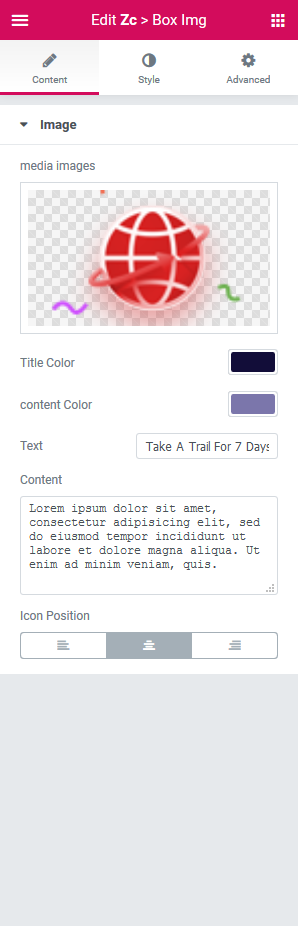 Edit Zc > Box Img
Content Style Advanced
Image
media images
Title Color
content Color
Text Take A Trail For 7 Days
Content
Lorem ipsum dolor sit amet,
consectetur adipisicing elit, sed
do eiusmod tempor incididunt ut
labore et dolore magna aliqua. Ut
enim ad minim veniam, quis.
Icon Position